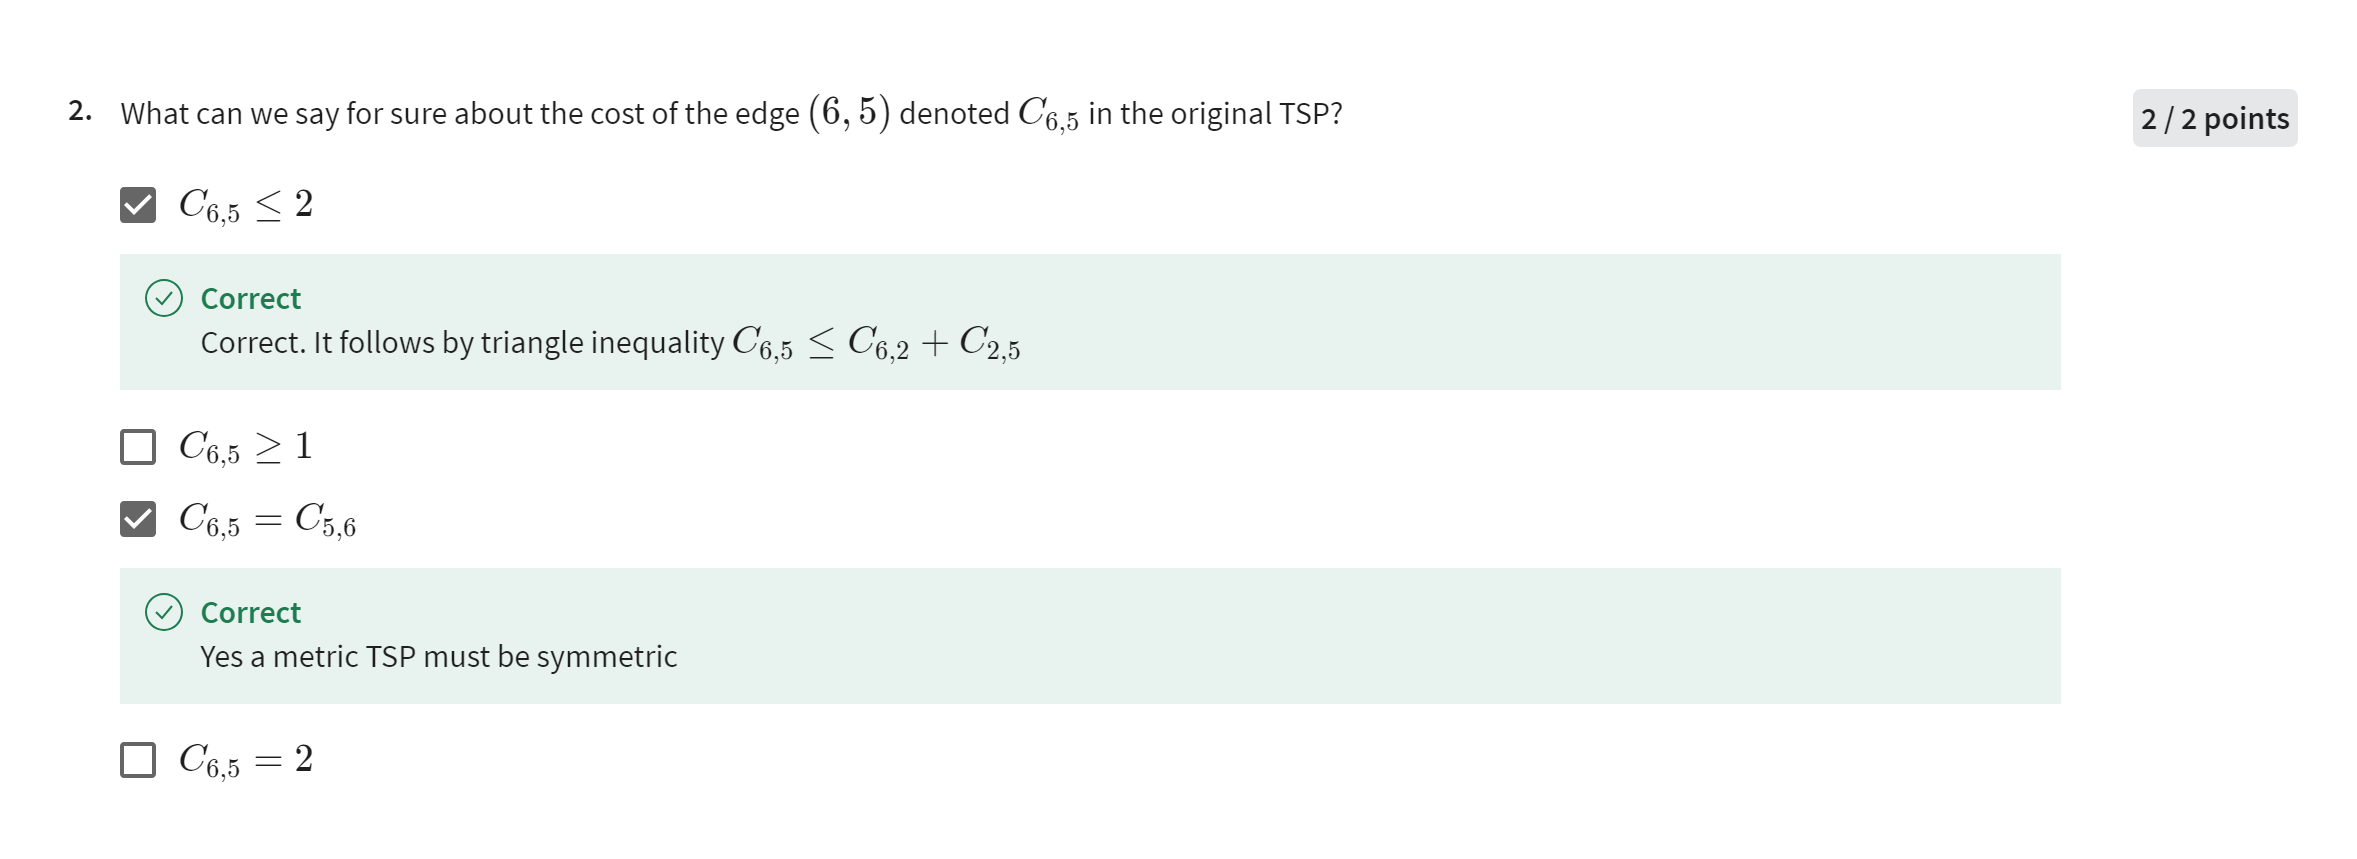 2. What can we say for sure about the cost of the edge (6, 5) denoted C_{6,5} in the original TSP?
2 / 2 points
C_{6,5} ≤ 2
Correct
Correct. It follows by triangle inequality C_{6,5} ≤ C_{6,2} + C_{2,5}
C_{6,5} ≥ 1
C_{6,5} = C_{5,6}
Correct
Yes a metric TSP must be symmetric
C_{6,5} = 2